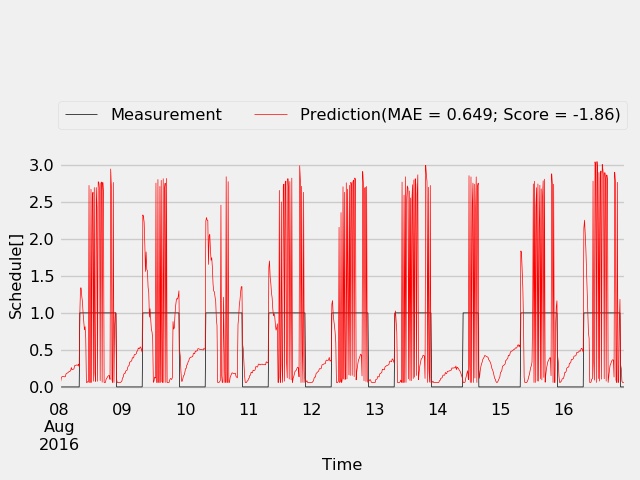 Measurement
Prediction(MAE = 0.649; Score = -1.86)
3.0
2.5
2.0
1.5
1.0
0.5
0.0
Schedule[]
08 09 10 11 12 13 14 15 16
Aug
2016
Time